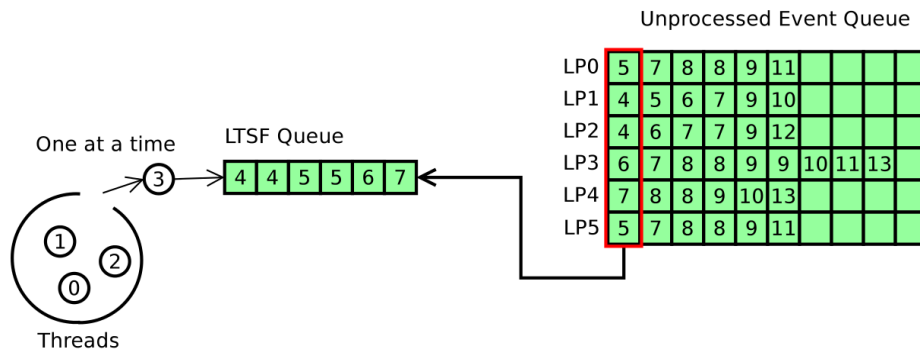 Unprocessed Event Queue
LP0 5 7 8 8 9 11
LP1 4 5 6 7 9 10
LP2 4 6 7 7 9 12
LP3 6 7 8 8 9 9 10 11 13
LP4 7 8 8 9 10 13
LP5 5 7 8 8 9 11
LTSF Queue
4 4 5 5 6 7
One at a time
3
1
2
0
Threads